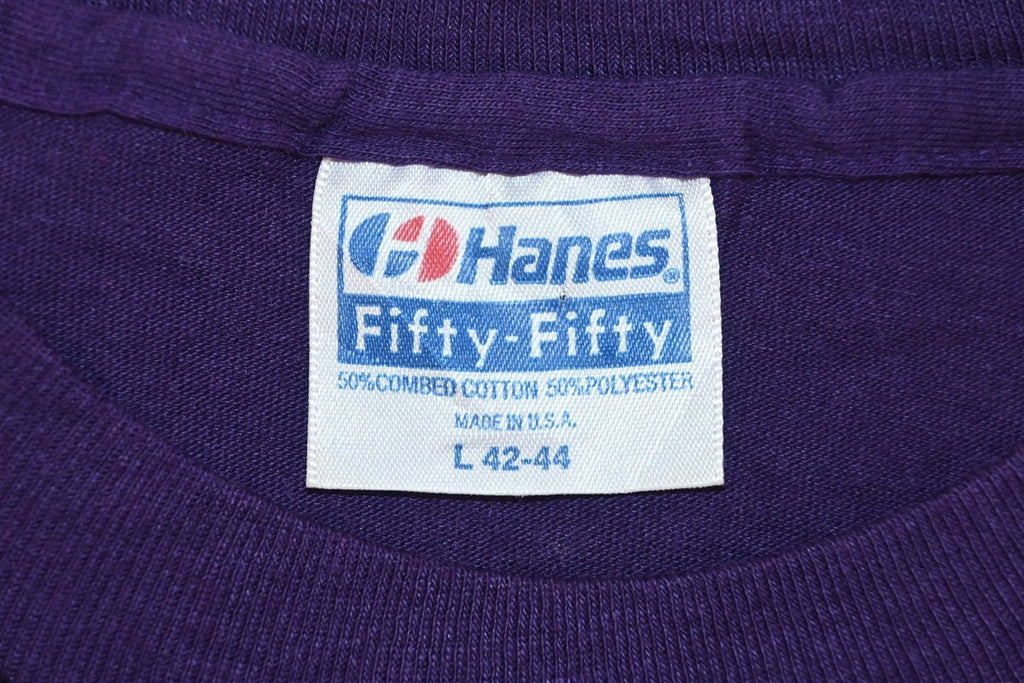 Hanes®
Fifty-Fifty
50% COMBED COTTON 50% POLYESTER
MADE IN U.S.A.
L 42-44